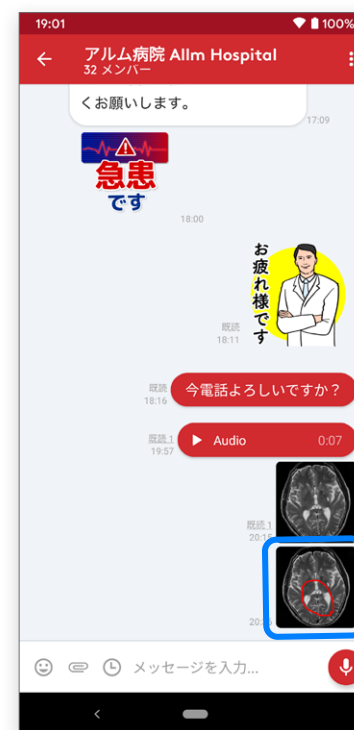 19:01
100%
アルム病院 Allm Hospital
32 メンバー
くお願いします。
17:09
急患
です
18:00
お疲れ様です
既読
18:11
今電話よろしいですか？
既読
18:16
Audio
0:07
既読 1
19:57
既読 1
メッセージを入力...